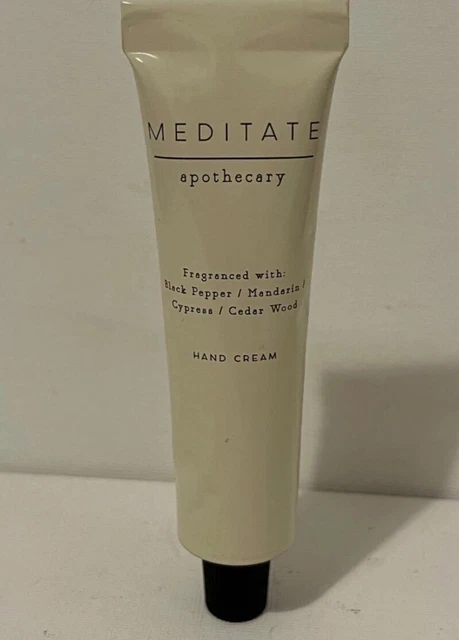 MEDITATE
apothecary
Fragranced with:
Black Pepper / Mandarin /
Cypress / Cedar Wood
HAND CREAM